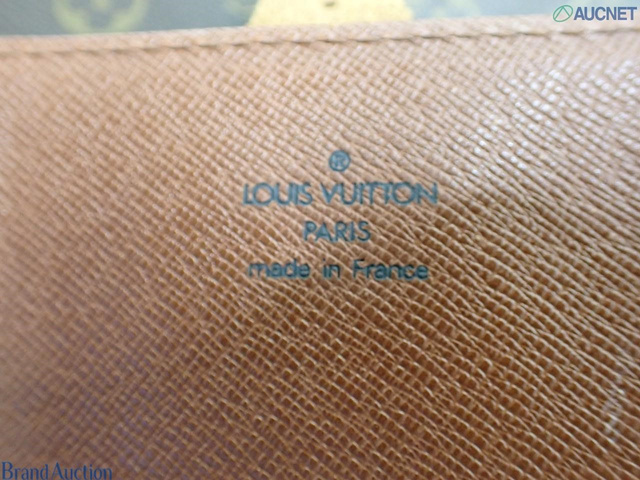 AUCNET
®
LOUIS VUITTON
PARIS
made in France
Brand Auction